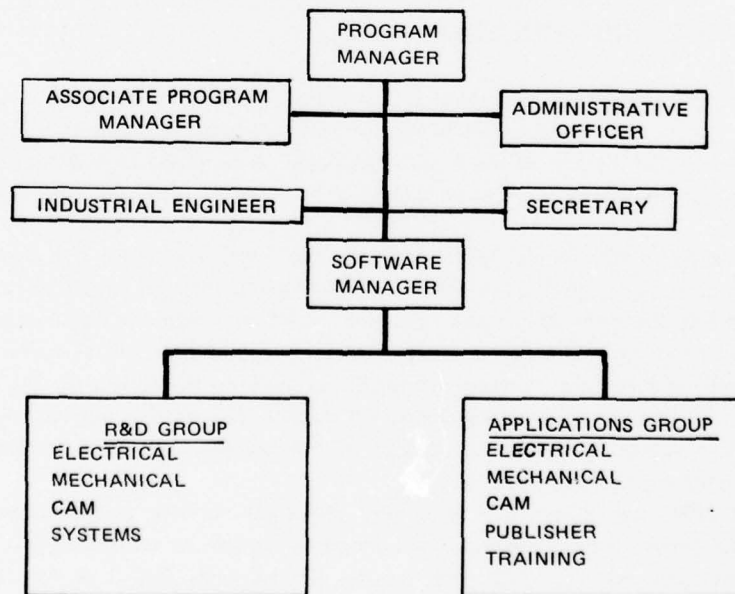 PROGRAM
MANAGER
ASSOCIATE PROGRAM
MANAGER
ADMINISTRATIVE
OFFICER
INDUSTRIAL ENGINEER
SECRETARY
SOFTWARE
MANAGER
R&D GROUP
ELECTRICAL
MECHANICAL
CAM
SYSTEMS
APPLICATIONS GROUP
ELECTRICAL
MECHANICAL
CAM
PUBLISHER
TRAINING